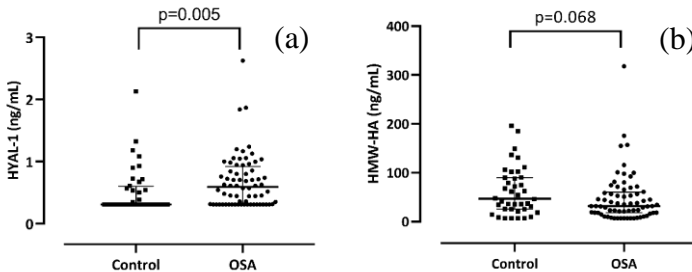 p=0.005
(a)
HYAL-1 (ng/mL)
3
2
1
0
Control
OSA
p=0.068
(b)
HMW-HA
(ng/mL)
400
300
200
100
0
Control
OSA